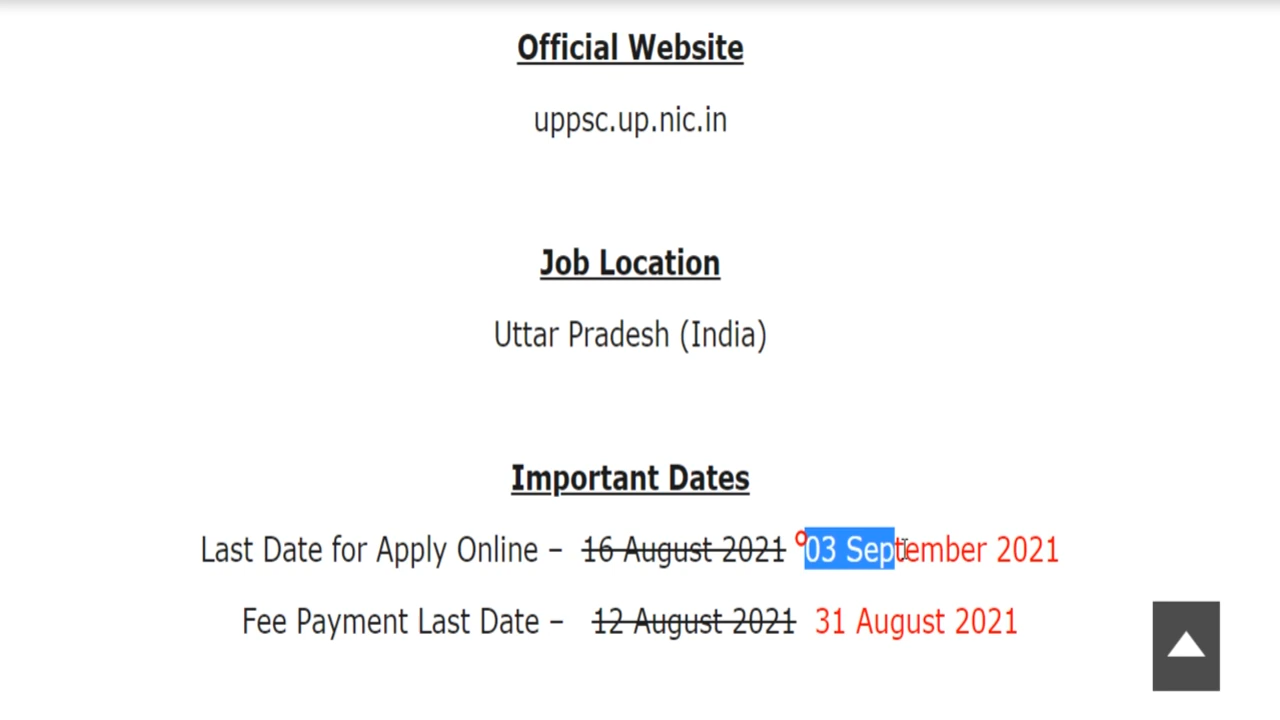 Official Website
uppsc.up.nic.in
Job Location
Uttar Pradesh (India)
Important Dates
Last Date for Apply Online – 16 August 2021 03 September 2021
Fee Payment Last Date – 12 August 2021 31 August 2021